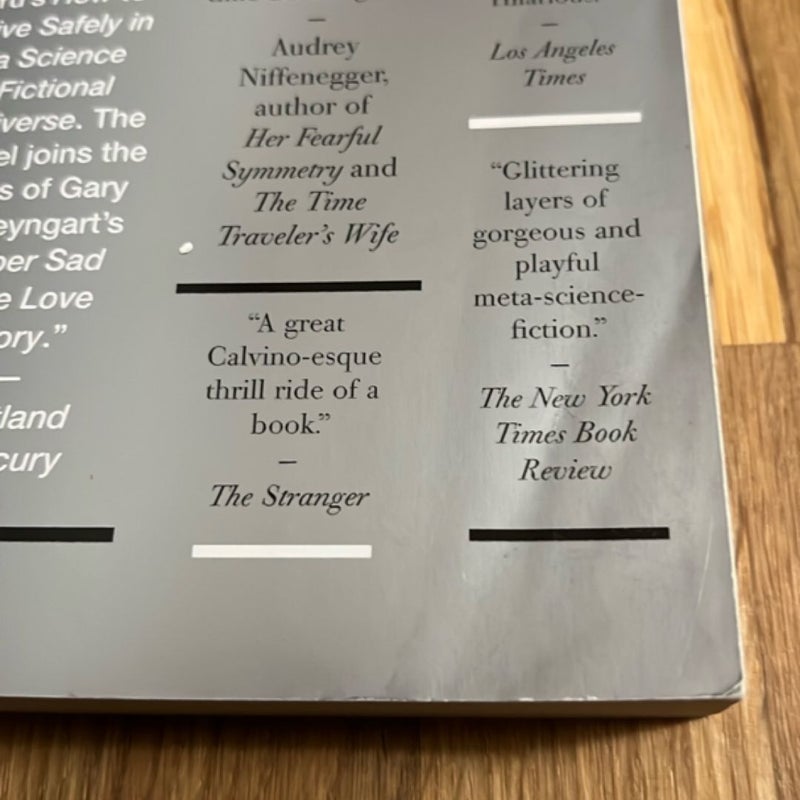 ive Safely in
a Science
Fictional
iverse. The
el joins the
s of Gary
eyngart's
per Sad
e Love
ory.”
—
tland
cury
—
Audrey
Niffenegger,
author of
Her Fearful
Symmetry and
The Time
Traveler's Wife
“A great
Calvino-esque
thrill ride of a
book.”
—
The Stranger
—
Los Angeles
Times
“Glittering
layers of
gorgeous and
playful
meta-science-
fiction.”
—
The New York
Times Book
Review